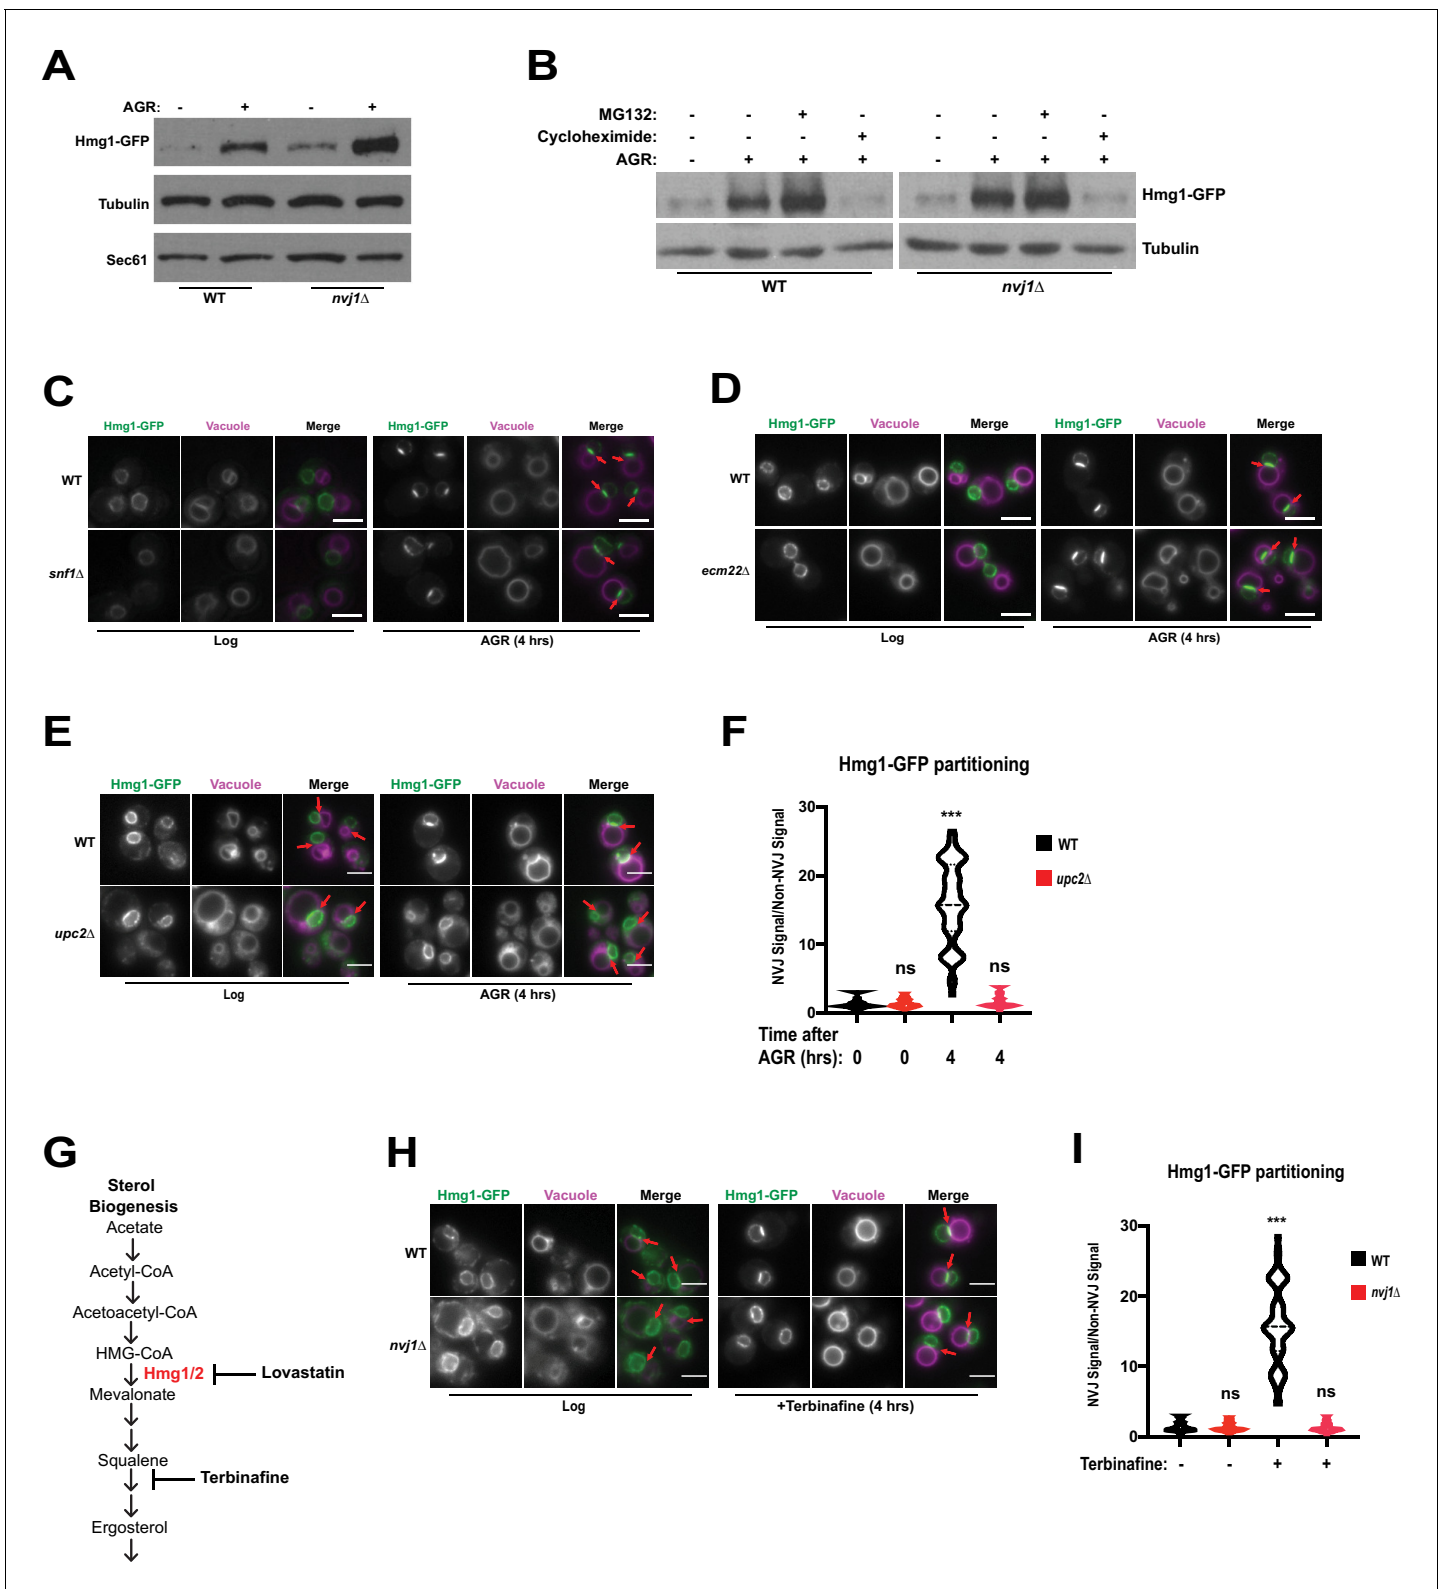 A
AGR: - + - +
Hmg1-GFP
Tubulin
Sec61
WT nvj1Δ
B
MG132: - - + - - - + -
Cycloheximide: - - - + - - - +
AGR: - + + + - + + +
Hmg1-GFP
Tubulin
WT nvj1Δ
C
Hmg1-GFP Vacuole Merge Hmg1-GFP Vacuole Merge
WT
snf1Δ
Log AGR (4 hrs)
D
Hmg1-GFP Vacuole Merge Hmg1-GFP Vacuole Merge
WT
ecm22Δ
Log AGR (4 hrs)
E
Hmg1-GFP Vacuole Merge Hmg1-GFP Vacuole Merge
WT
upc2Δ
Log AGR (4 hrs)
F
Hmg1-GFP partitioning
NVJ Signal/Non-NVJ Signal
30
20
10
0
ns *** ns
WT
upc2Δ
Time after
AGR (hrs): 0 0 4 4
G
Sterol
Biogenesis
Acetate
Acetyl-CoA
Acetoacetyl-CoA
HMG-CoA
Hmg1/2 Lovastatin
Mevalonate
Squalene
Terbinafine
Ergosterol
H
Hmg1-GFP Vacuole Merge Hmg1-GFP Vacuole Merge
WT
nvj1Δ
Log +Terbinafine (4 hrs)
I
Hmg1-GFP partitioning
NVJ Signal/Non-NVJ Signal
30
20
10
0
ns *** ns
WT
nvj1Δ
Terbinafine: - - + +